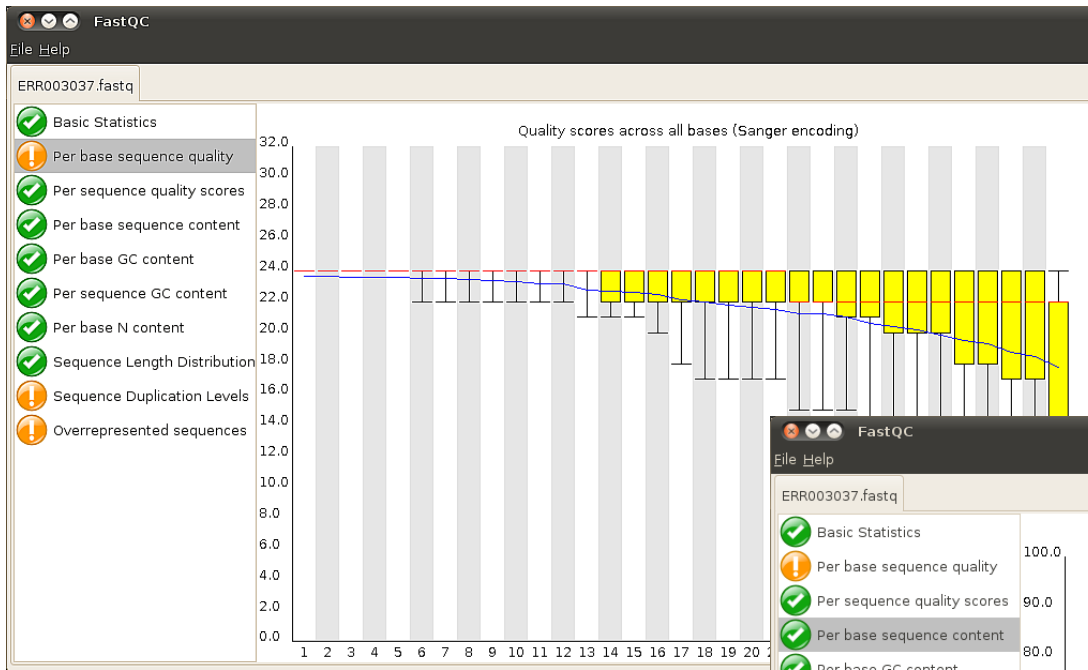 FastQC
File Help
ERR003037.fastq
Basic Statistics
Per base sequence quality
Per sequence quality scores
Per base sequence content
Per base GC content
Per sequence GC content
Per base N content
Sequence Length Distribution
Sequence Duplication Levels
Overrepresented sequences
Quality scores across all bases (Sanger encoding)
32.0
30.0
28.0
26.0
24.0
22.0
20.0
18.0
16.0
14.0
12.0
10.0
8.0
6.0
4.0
2.0
0.0
1 2 3 4 5 6 7 8 9 10 11 12 13 14 15 16 17 18 19 20
FastQC
File Help
ERR003037.fastq
Basic Statistics
Per base sequence quality
Per sequence quality scores
Per base sequence content
Per base GC content
100.0
90.0
80.0